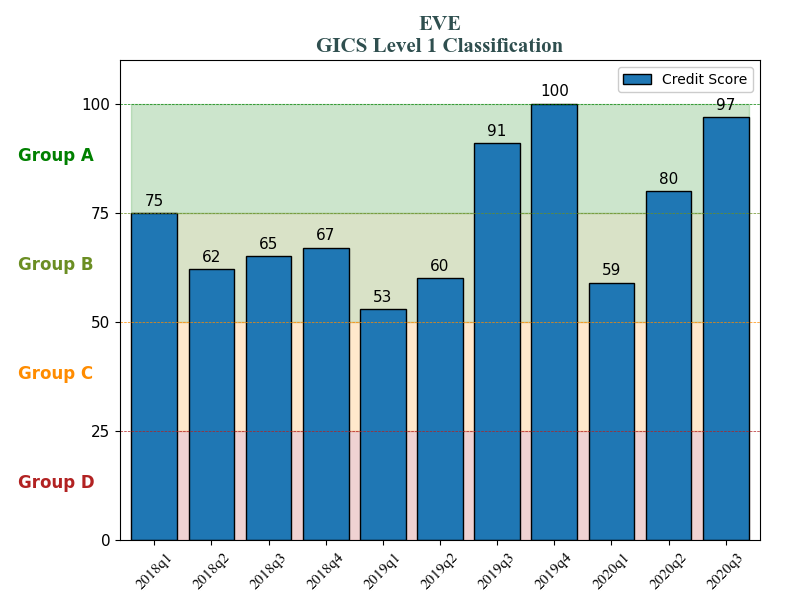 EVE
GICS Level 1 Classification
Credit Score
100
75
50
25
0
Group A
Group B
Group C
Group D
75
62
65
67
53
60
91
100
59
80
97
2018q1
2018q2
2018q3
2018q4
2019q1
2019q2
2019q3
2019q4
2020q1
2020q2
2020q3